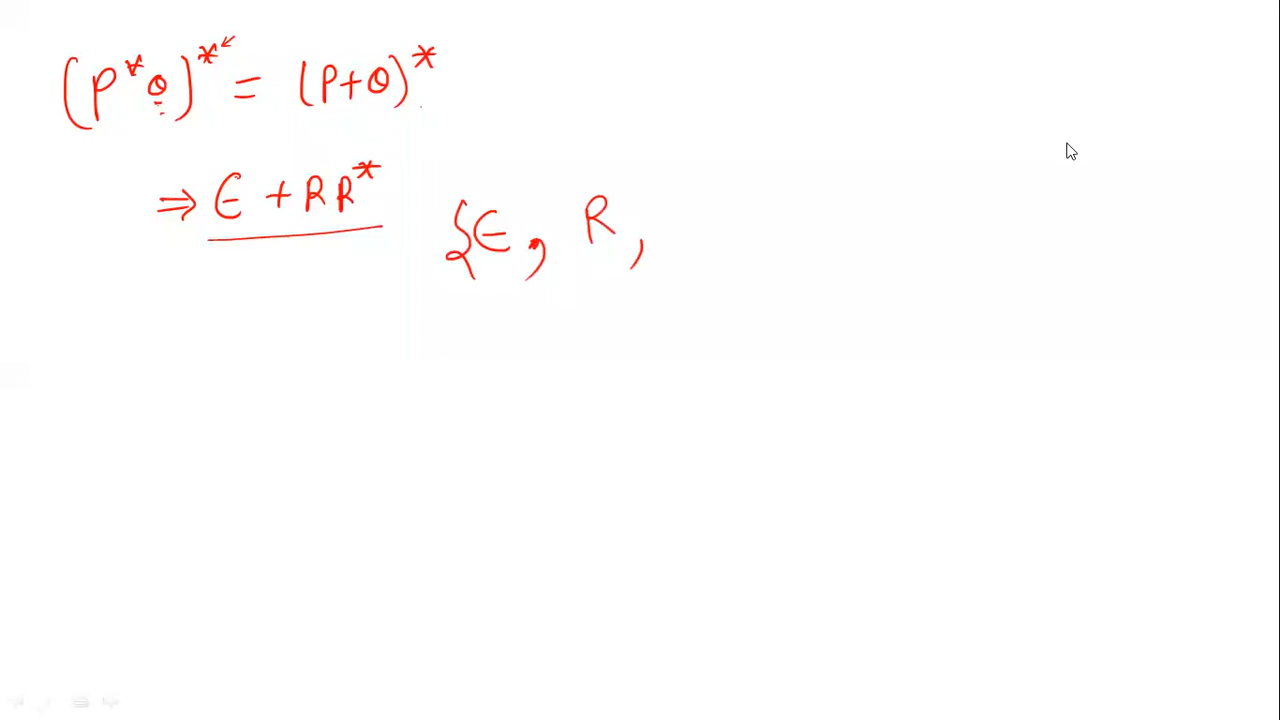 (P*Q)* = (P+Q)*
⇒ ∈ + RR*
{∈, R,